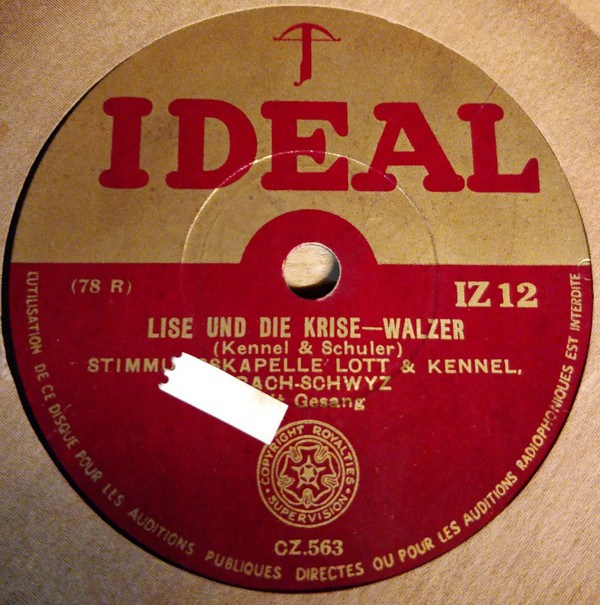 IDEAL
(78 R)
IZ 12
LISE UND DIE KRISE—WALZER
(Kennel & Schuler)
LOTT & KENNEL,
Gesang
COPYRIGHT ROYALTIES
SUPERVISION
CZ.563
L'UTILISATION DE CE DISQUE POUR LES AUDITIONS PUBLIQUES DIRECTES OU POUR LES AUDITIONS RADIOPHONIQUES EST INTERDITE